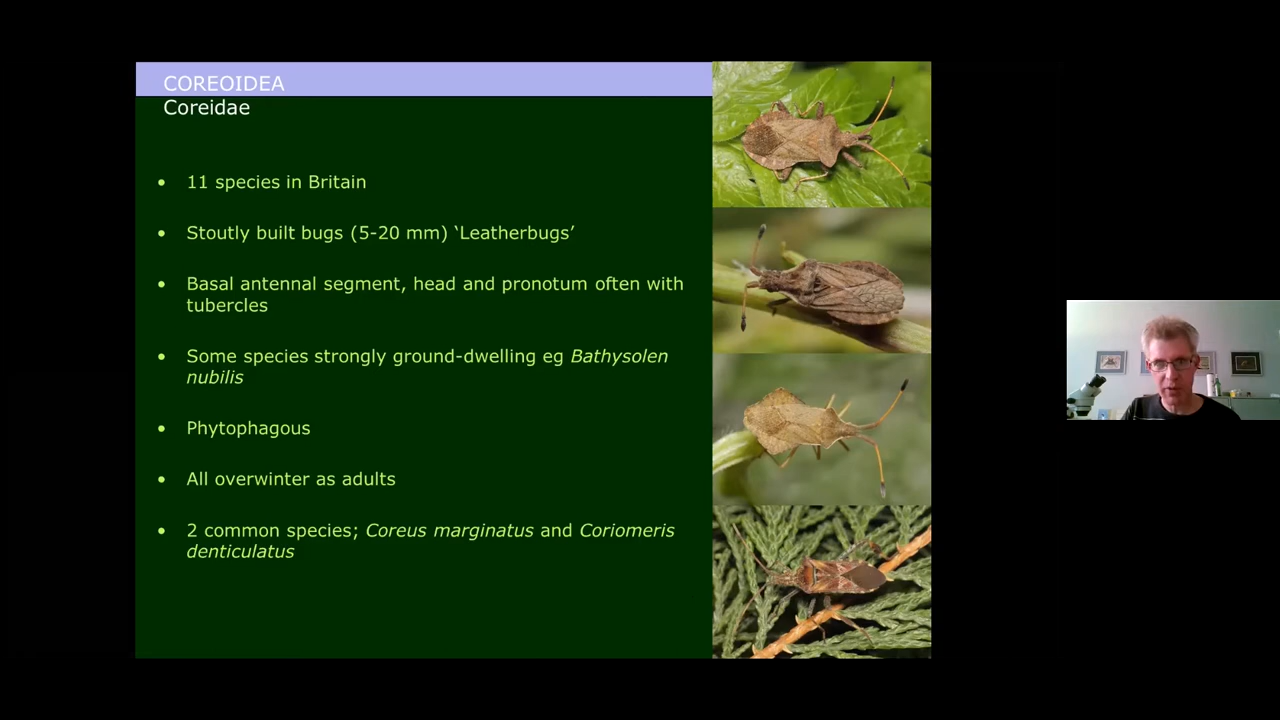 COREOIDEA
Coreidae
• 11 species in Britain
• Stoutly built bugs (5-20 mm) ‘Leatherbugs’
• Basal antennal segment, head and pronotum often with
tubercles
• Some species strongly ground-dwelling eg Bathysolen
nubilis
• Phytophagous
• All overwinter as adults
• 2 common species; Coreus marginatus and Coriomeris
denticulatus